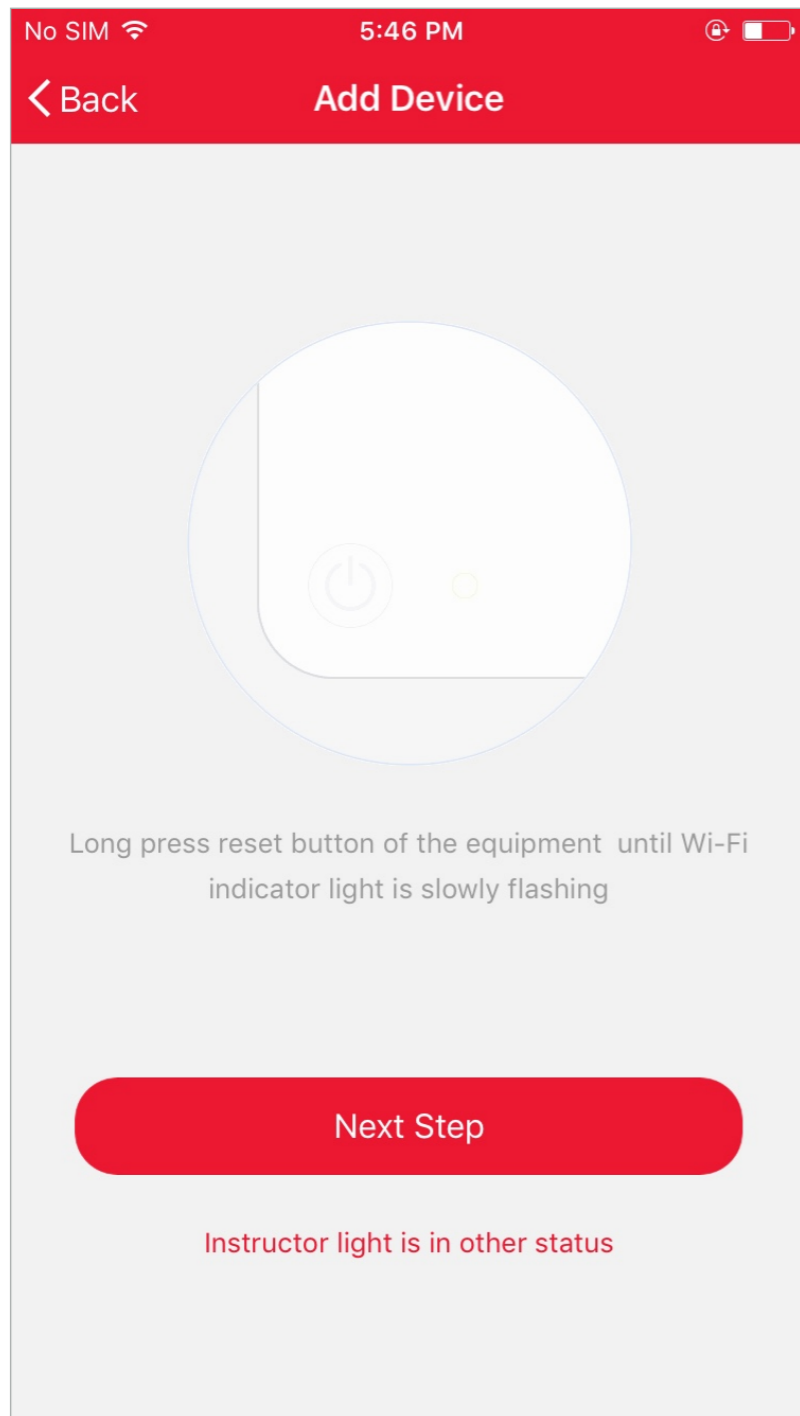 No SIM 5:46 PM
Back Add Device
Long press reset button of the equipment  until Wi-Fi
indicator light is slowly flashing
Next Step
Instructor light is in other status